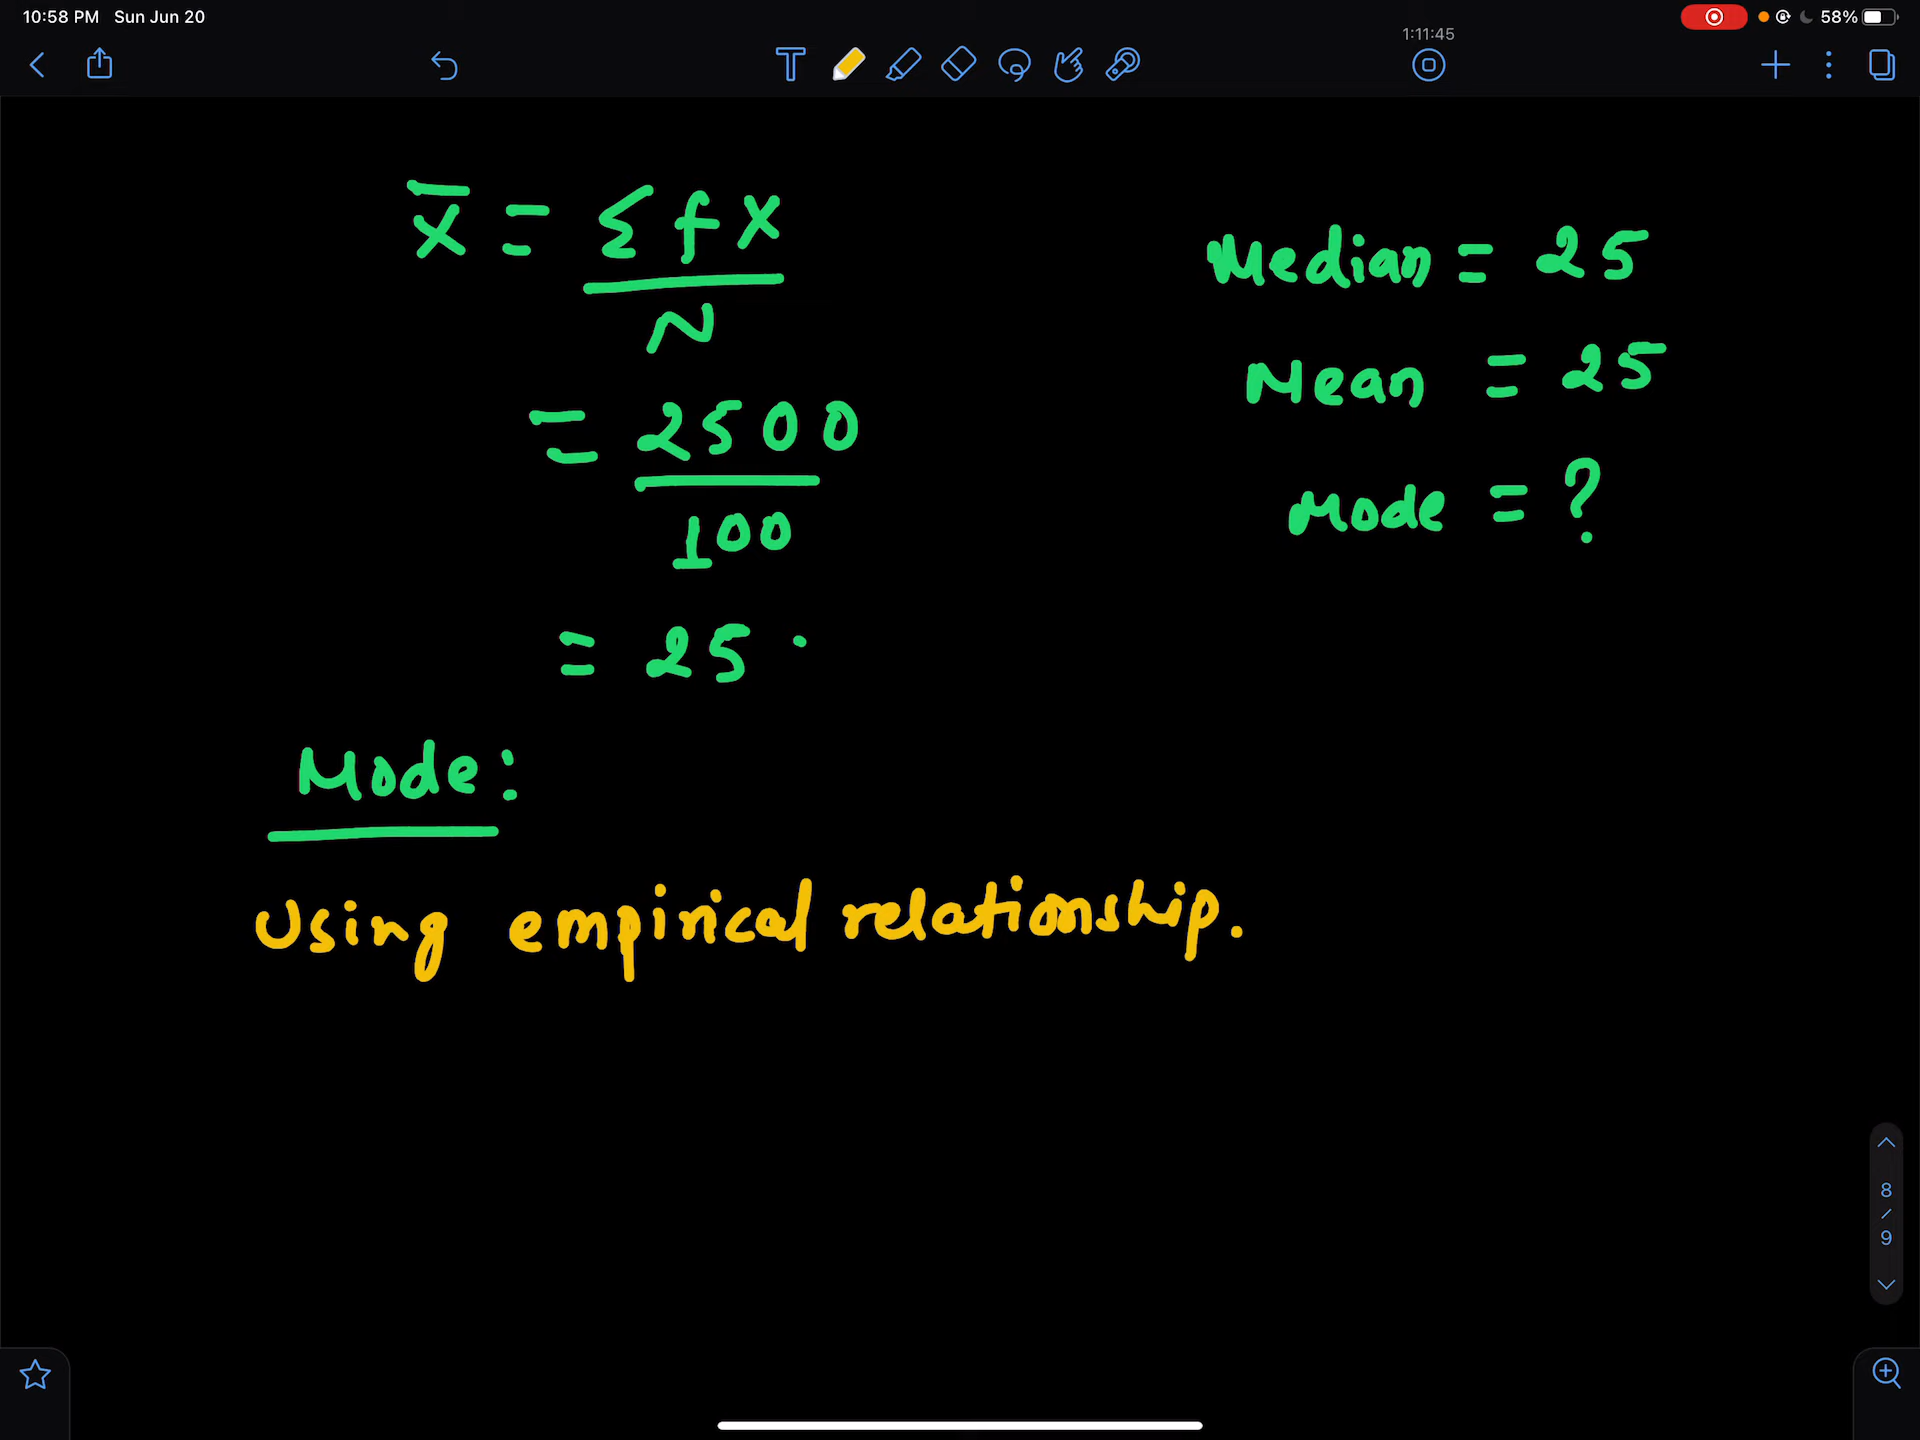 10:58 PM Sun Jun 20
58%
1:11:45
X̄ = Σ f x
N
= 2500
100
= 25 .
Median = 25
Mean = 25
Mode = ?
Mode:
Using empirical relationship.
8
/
9